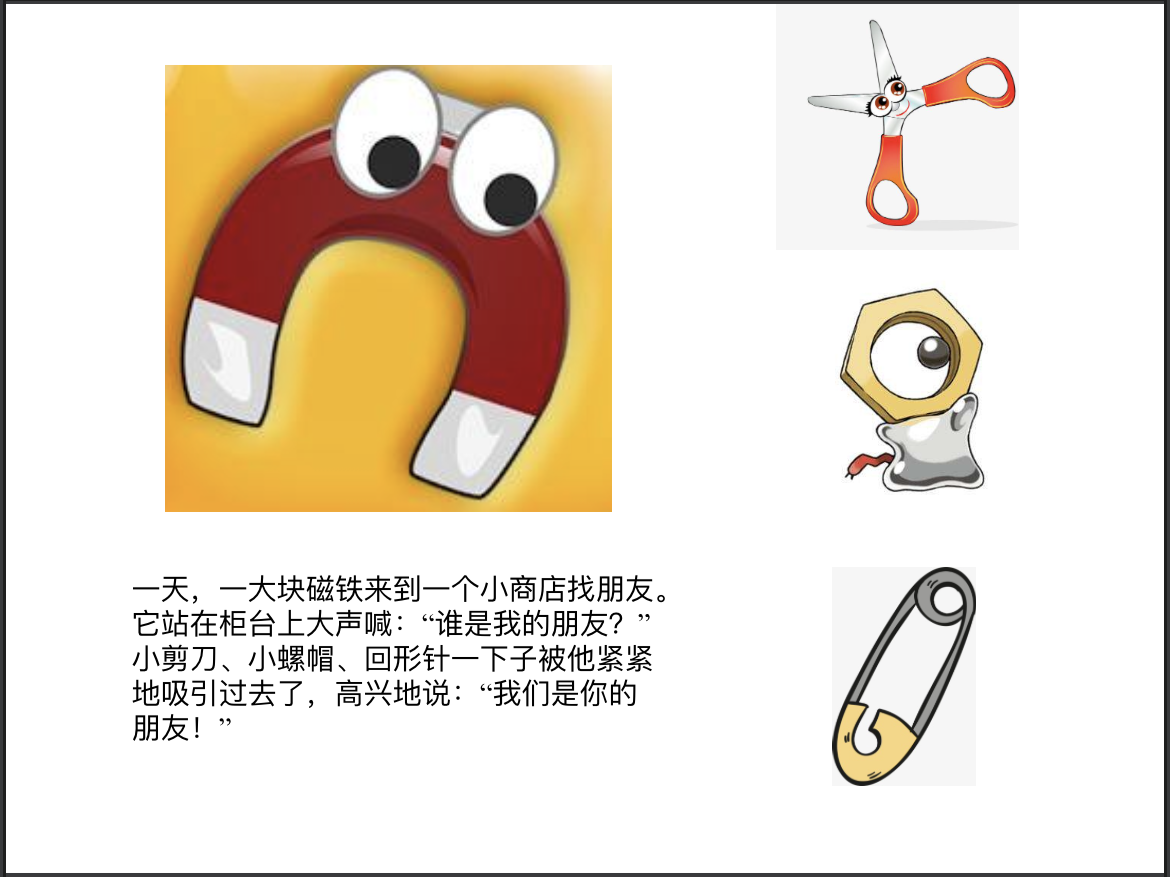 一天，一大块磁铁来到一个小商店找朋友。
它站在柜台上大声喊：“谁是我的朋友？”
小剪刀、小螺帽、回形针一下子被他紧紧
地吸引过去了，高兴地说：“我们是你的
朋友！”